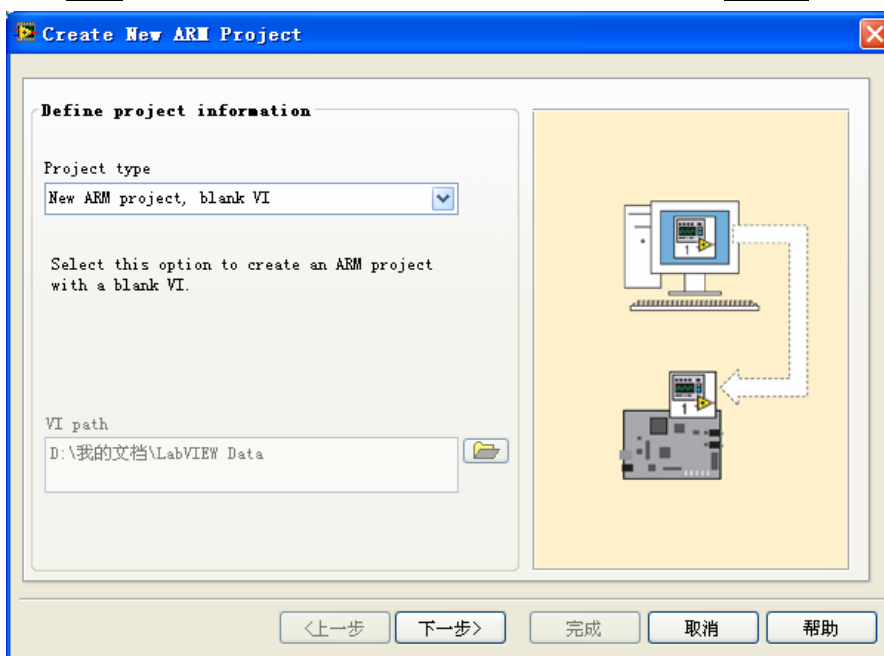 Create New ARM Project
Define project information
Project type
New ARM project, blank VI
Select this option to create an ARM project
with a blank VI.
VI path
D:\我的文档\LabVIEW Data
1
1
<上一步 下一步> 完成 取消 帮助